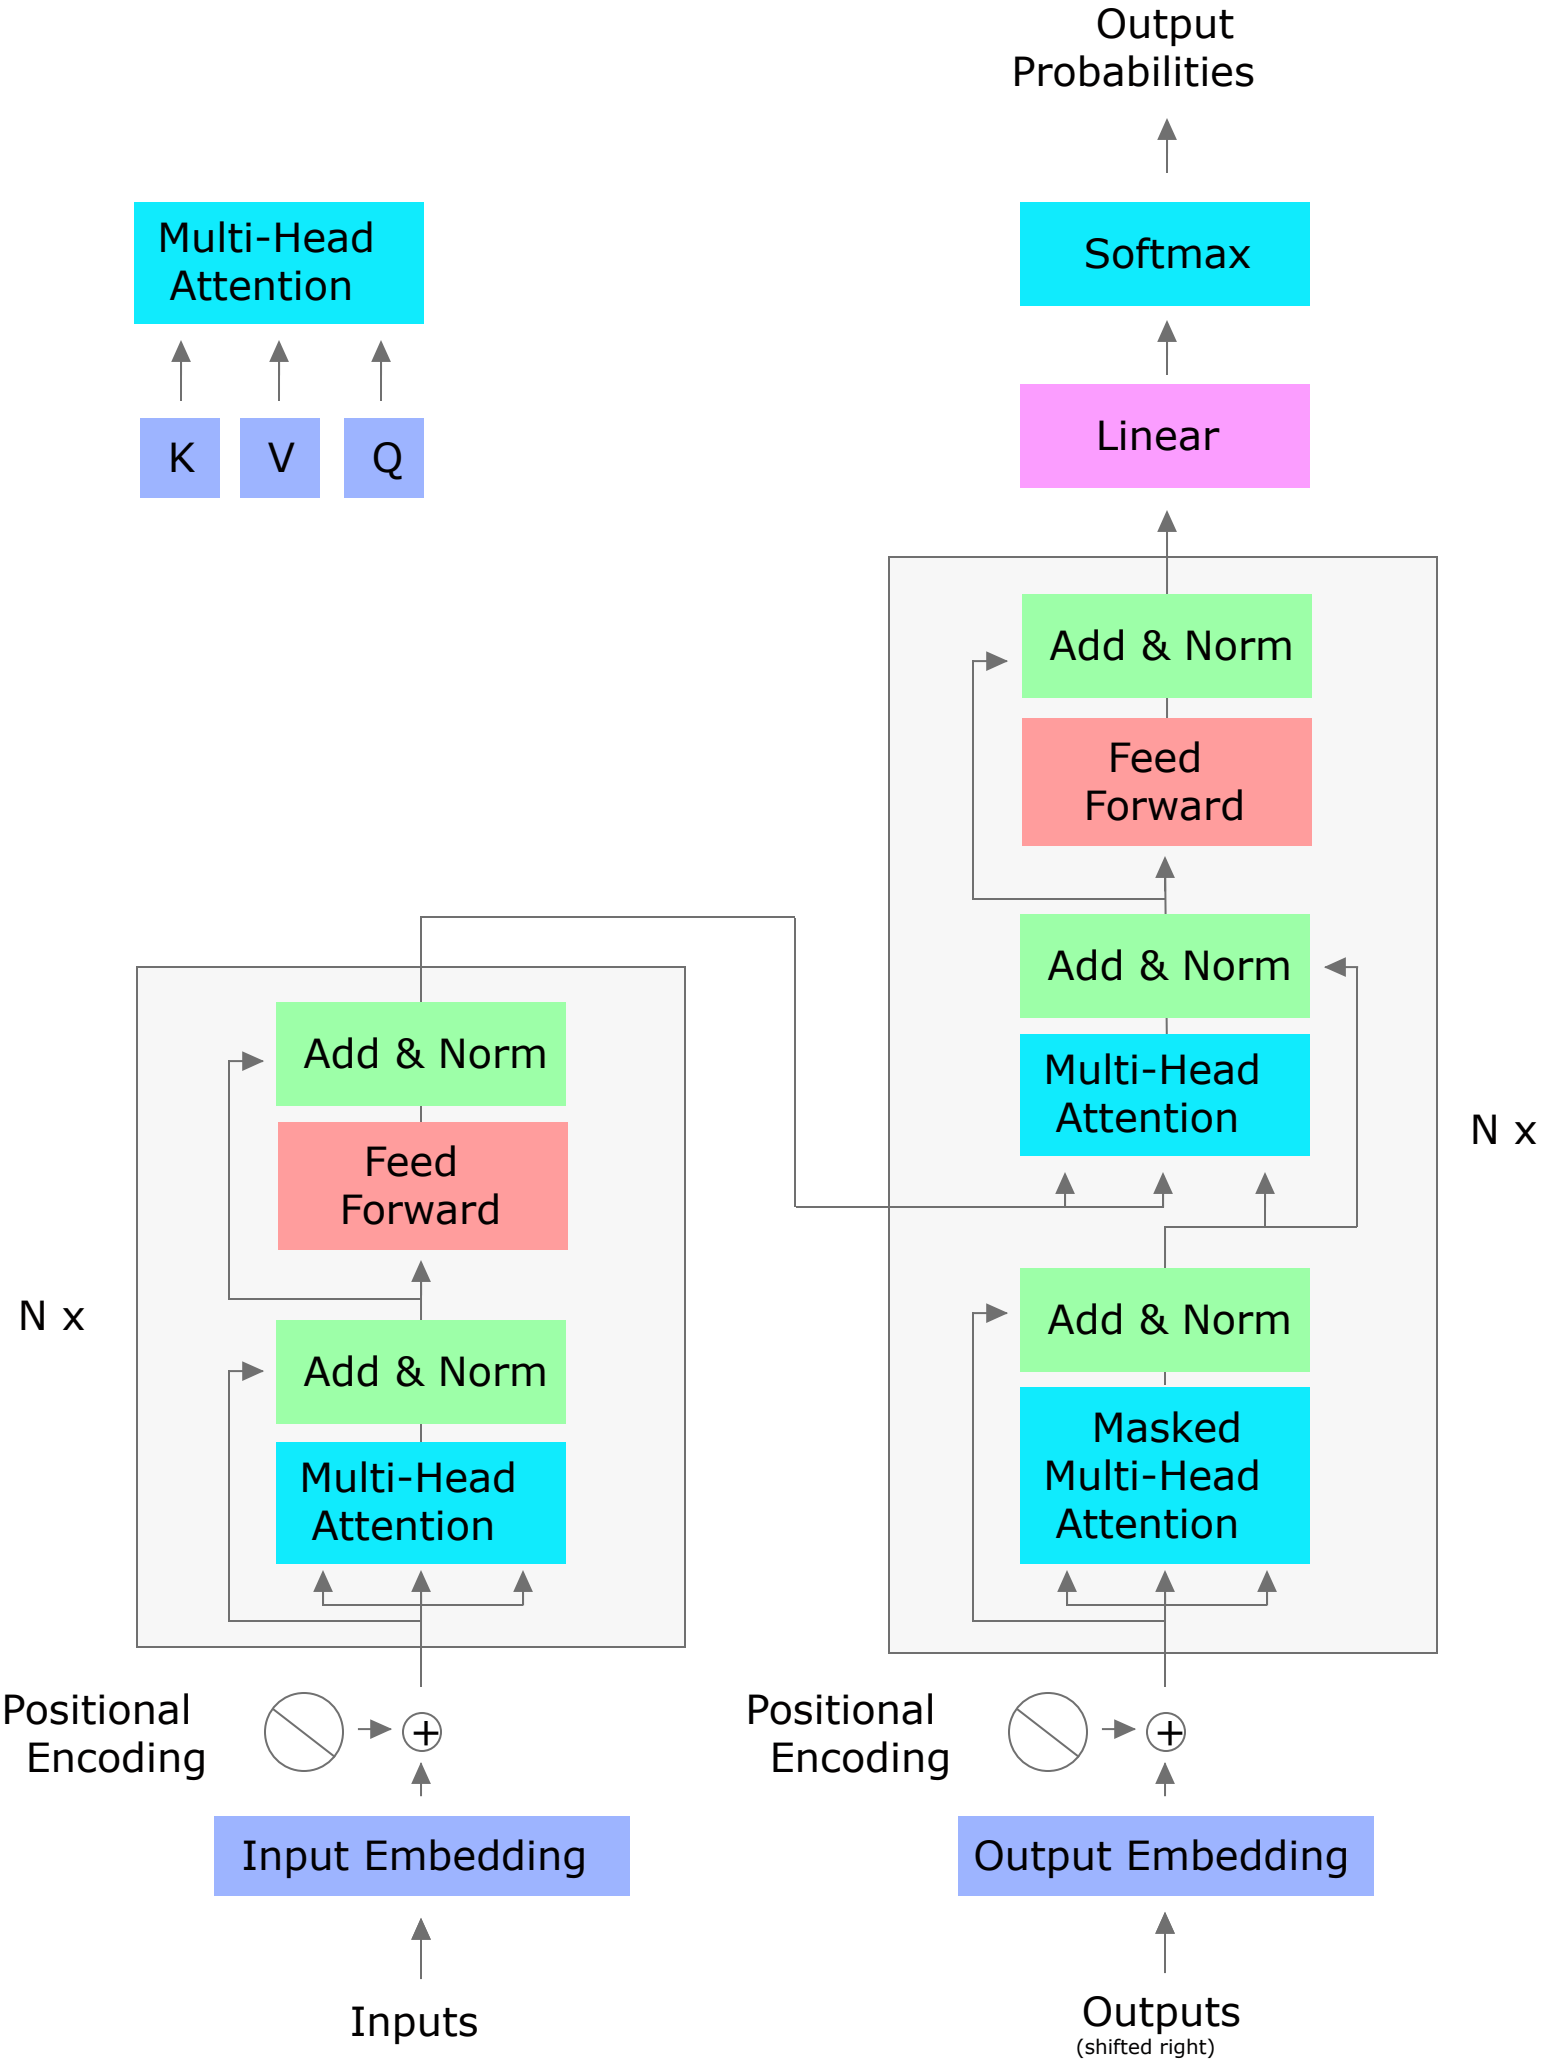 Output
Probabilities
Softmax
Linear
Multi-Head
Attention
K
V
Q
Add & Norm
Feed
Forward
Add & Norm
Multi-Head
Attention
N x
Add & Norm
Masked
Multi-Head
Attention
Add & Norm
Feed
Forward
N x
Add & Norm
Multi-Head
Attention
Positional
Encoding
+
Input Embedding
Inputs
Positional
Encoding
+
Output Embedding
Outputs
(shifted right)